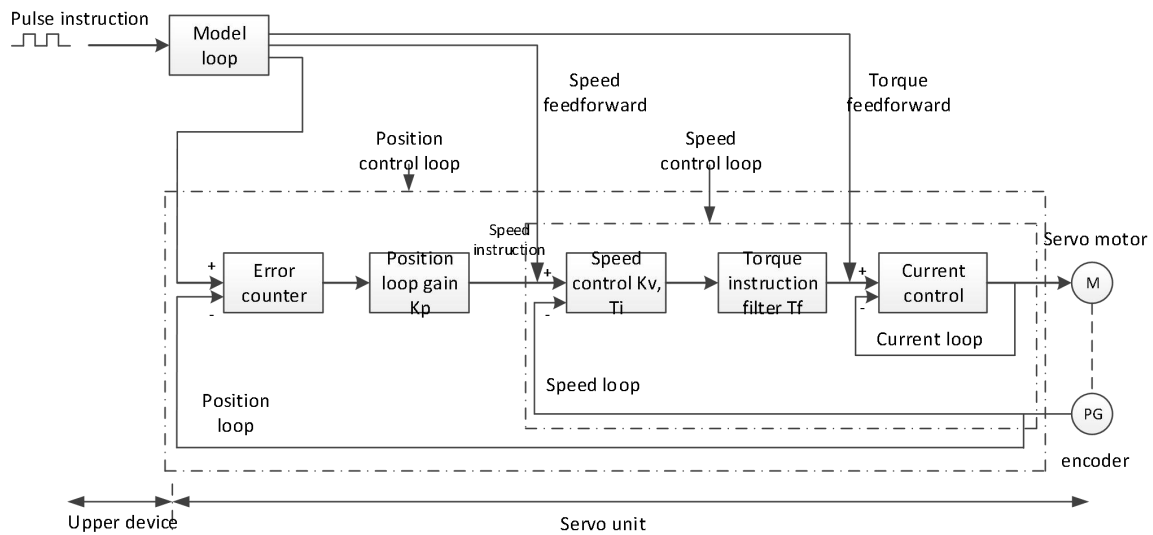 Pulse instruction
Model
loop
Speed
feedforward
Torque
feedforward
Position
control loop
Speed
control loop
Speed
instruction
Servo motor
+
-
Error
counter
Position
loop gain
Kp
+
-
Speed
control Kv,
Ti
Torque
instruction
filter Tf
+
-
Current
control
M
Current loop
Speed loop
Position
loop
PG
encoder
Upper device
Servo unit